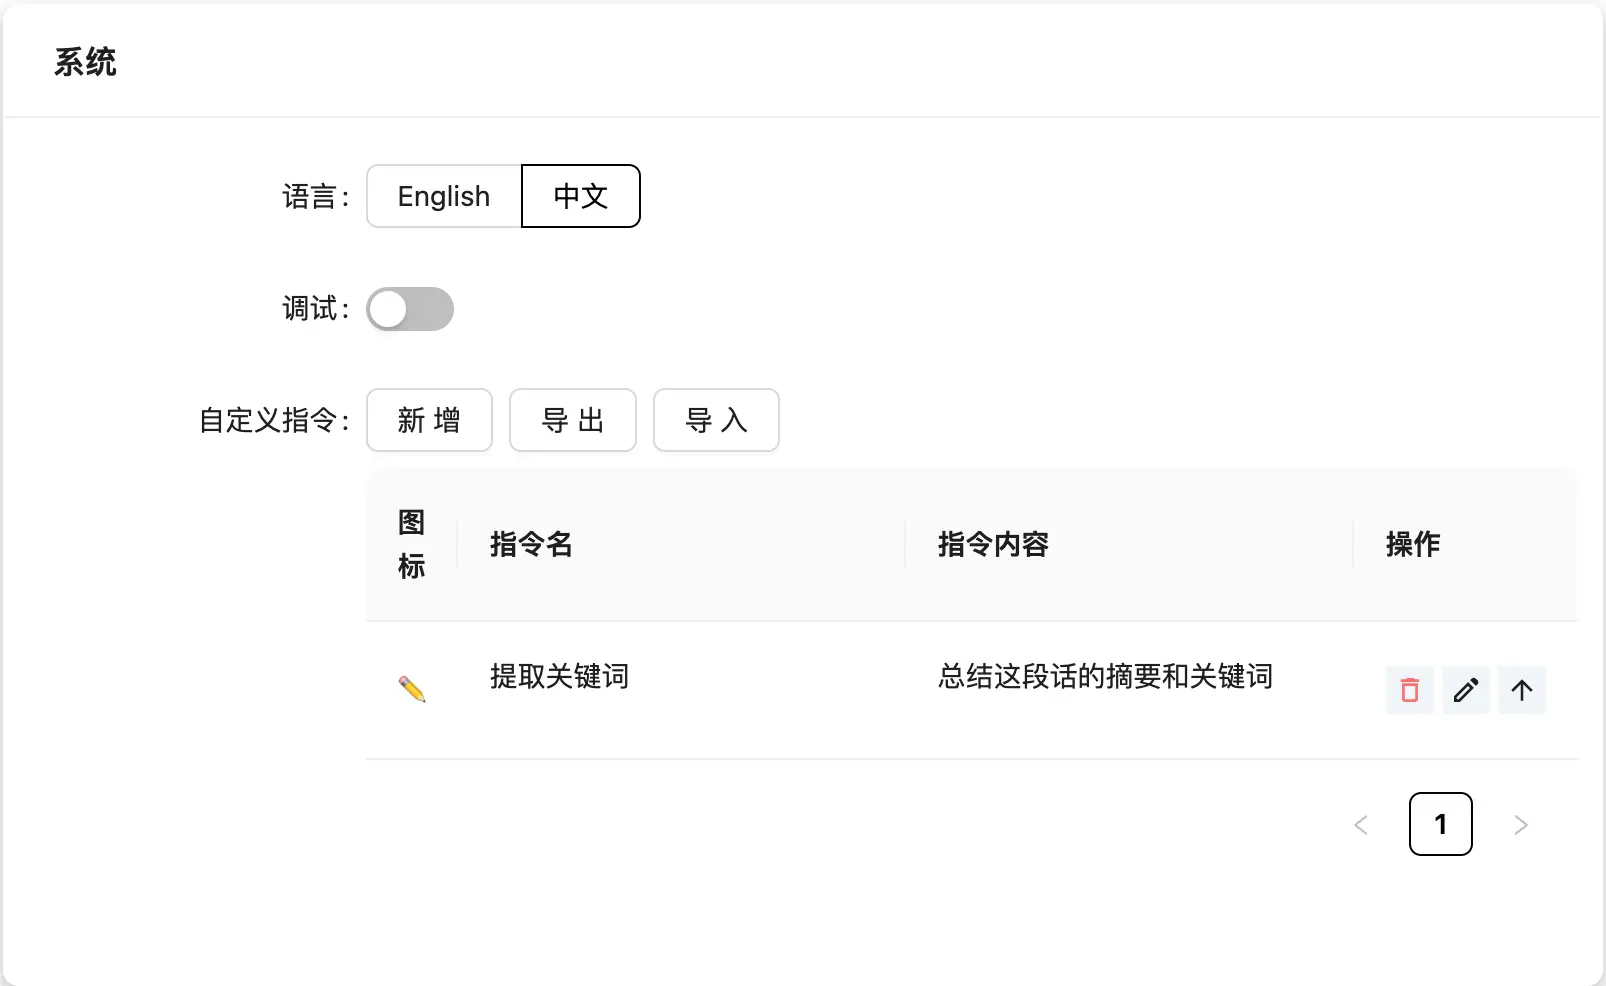 系统
语言：
English
中文
调试：
自定义指令：
新 增
导 出
导 入
图
标
指令名
指令内容
操作
提取关键词
总结这段话的摘要和关键词
1